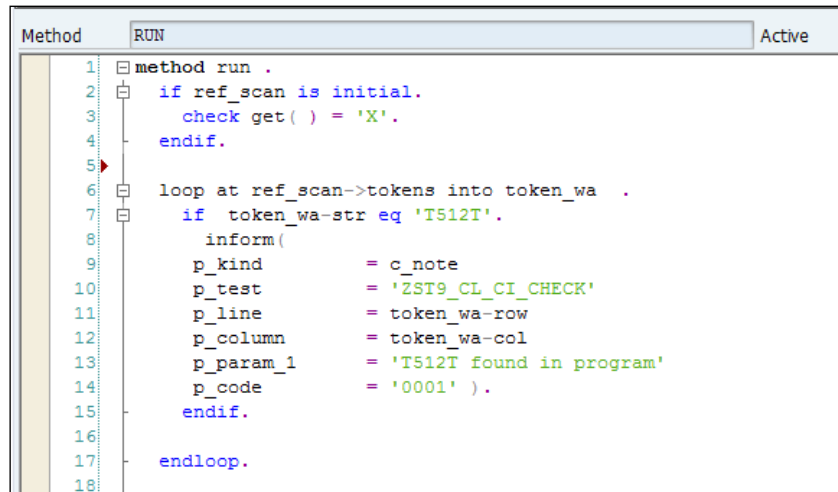 Method RUN Active
1 method run .
2 if ref_scan is initial.
3 check get( ) = 'X'.
4 endif.
5
6 loop at ref_scan->tokens into token_wa .
7 if token_wa-str eq 'T512T'.
8 inform(
9 p_kind = c_note
10 p_test = 'ZST9_CL_CI_CHECK'
11 p_line = token_wa-row
12 p_column = token_wa-col
13 p_param_1 = 'T512T found in program'
14 p_code = '0001' ).
15 endif.
16
17 endloop.
18